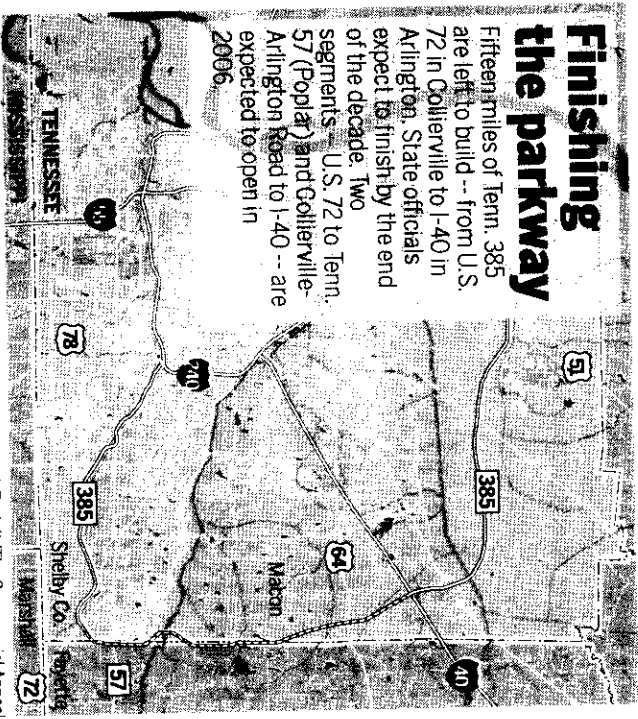 Finishing
the parkway
Fifteen miles of Tenn. 385
are left to build -- from U.S.
72 in Collierville to I-40 in
Arlington. State officials
expect to finish by the end
of the decade. Two
segments -- U.S. 72 to Tenn.
57 (Poplar) and Collierville-
Arlington Road to I-40 -- are
expected to open in
2006.
51
385
64
40
Macon
240
385
78
TENNESSEE
MISSISSIPPI
Shelby Co.
Fayette
57
Marshall
72